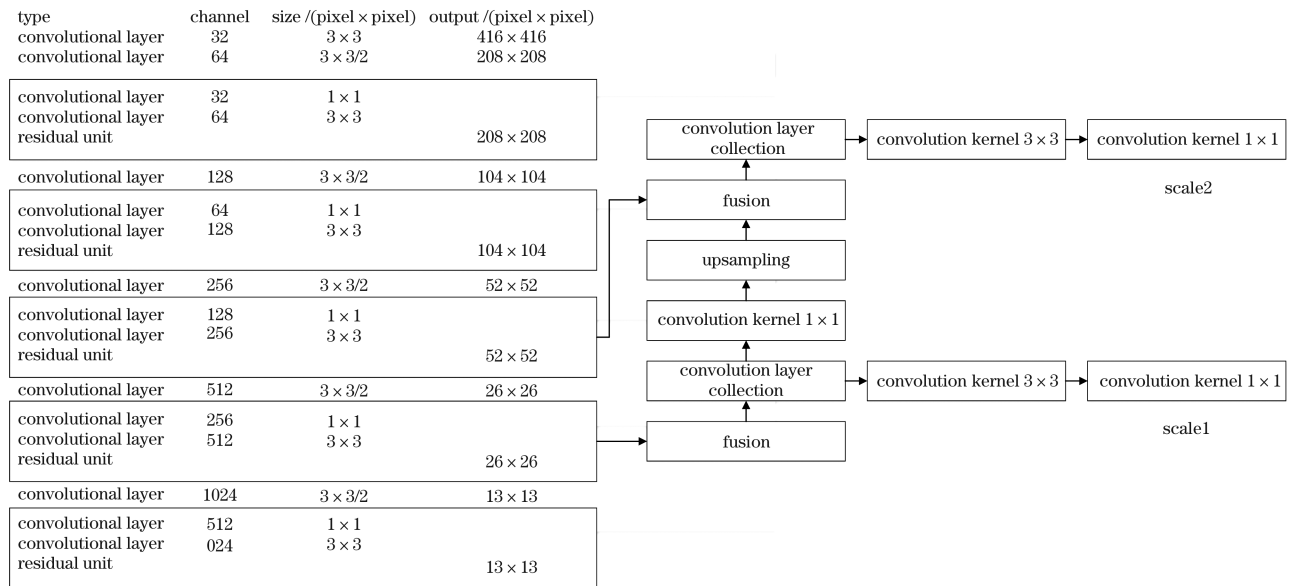 type channel size /(pixel × pixel) output /(pixel × pixel)
convolutional layer 32 3 × 3 416 × 416
convolutional layer 64 3 × 3/2 208 × 208
convolutional layer 32 1 × 1
convolutional layer 64 3 × 3
residual unit 208 × 208
convolutional layer 128 3 × 3/2 104 × 104
convolutional layer 64 1 × 1
convolutional layer 128 3 × 3
residual unit 104 × 104
convolutional layer 256 3 × 3/2 52 × 52
convolutional layer 128 1 × 1
convolutional layer 256 3 × 3
residual unit 52 × 52
convolutional layer 512 3 × 3/2 26 × 26
convolutional layer 256 1 × 1
convolutional layer 512 3 × 3
residual unit 26 × 26
convolutional layer 1024 3 × 3/2 13 × 13
convolutional layer 512 1 × 1
convolutional layer 024 3 × 3
residual unit 13 × 13
convolution layer
collection
convolution kernel 3 × 3
convolution kernel 1 × 1
scale2
fusion
upsampling
convolution kernel 1 × 1
convolution layer
collection
convolution kernel 3 × 3
convolution kernel 1 × 1
scale1
fusion